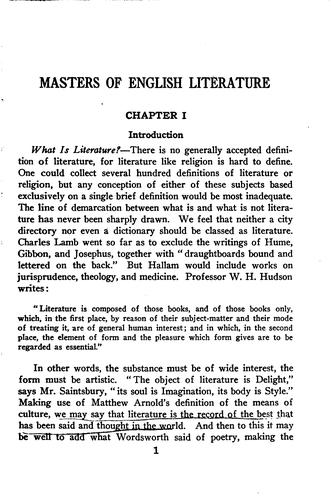 MASTERS OF ENGLISH LITERATURE
CHAPTER I
Introduction
What Is Literature?—There is no generally accepted defini-
tion of literature, for literature like religion is hard to define.
One could collect several hundred definitions of literature or
religion, but any conception of either of these subjects based
exclusively on a single brief definition would be most inadequate.
The line of demarcation between what is and what is not litera-
ture has never been sharply drawn. We feel that neither a city
directory nor even a dictionary should be classed as literature.
Charles Lamb went so far as to exclude the writings of Hume,
Gibbon, and Josephus, together with "draughtboards bound and
lettered on the back." But Hallam would include works on
jurisprudence, theology, and medicine. Professor W. H. Hudson
writes:
"Literature is composed of those books, and of those books only,
which, in the first place, by reason of their subject-matter and their mode
of treating it, are of general human interest; and in which, in the second
place, the element of form and the pleasure which form gives are to be
regarded as essential."
In other words, the substance must be of wide interest, the
form must be artistic. "The object of literature is Delight,"
says Mr. Saintsbury, "its soul is Imagination, its body is Style."
Making use of Matthew Arnold's definition of the means of
culture, we may say that literature is the record of the best that
has been said and thought in the world. And then to this it may
be well to add what Wordsworth said of poetry, making the
1